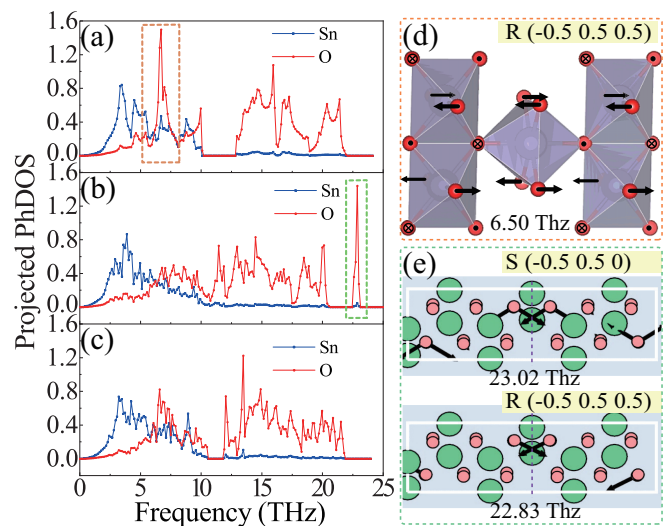 Projected PhDOS
1.6
1.2
0.8
0.4
0.0
(a)
Sn
O
1.6
1.2
0.8
0.4
0.0
(b)
Sn
O
1.6
1.2
0.8
0.4
0.0
(c)
Sn
O
0 5 10 15 20 25
Frequency (THz)
(d)
R (-0.5 0.5 0.5)
6.50 Thz
(e)
S (-0.5 0.5 0)
23.02 Thz
R (-0.5 0.5 0.5)
22.83 Thz